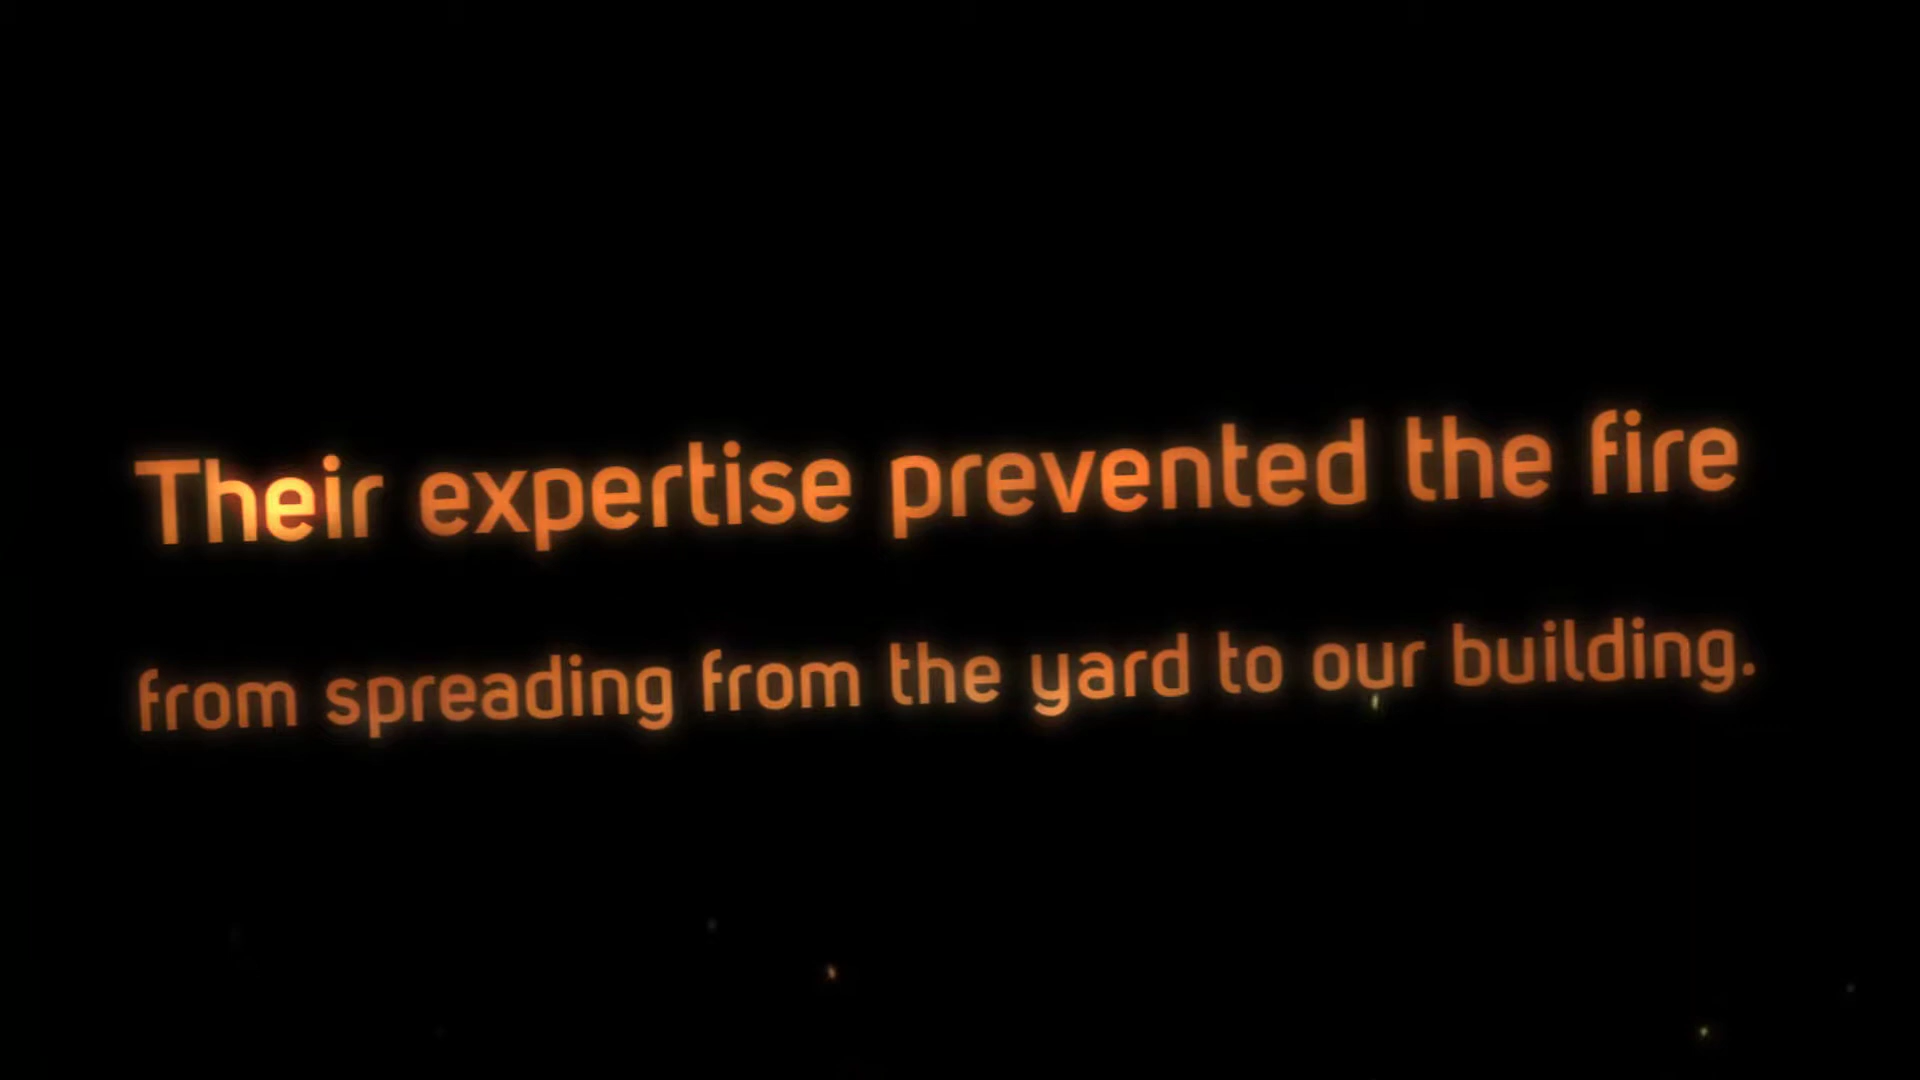 Their expertise prevented the fire
from spreading from the yard to our building.